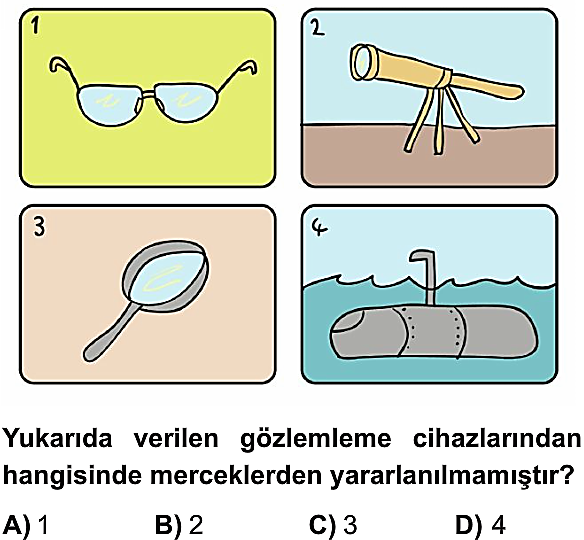 1
2
3
4
Yukarıda verilen gözlemleme cihazlarından
hangisinde merceklerden yararlanılmamıştır?
A) 1 B) 2 C) 3 D) 4